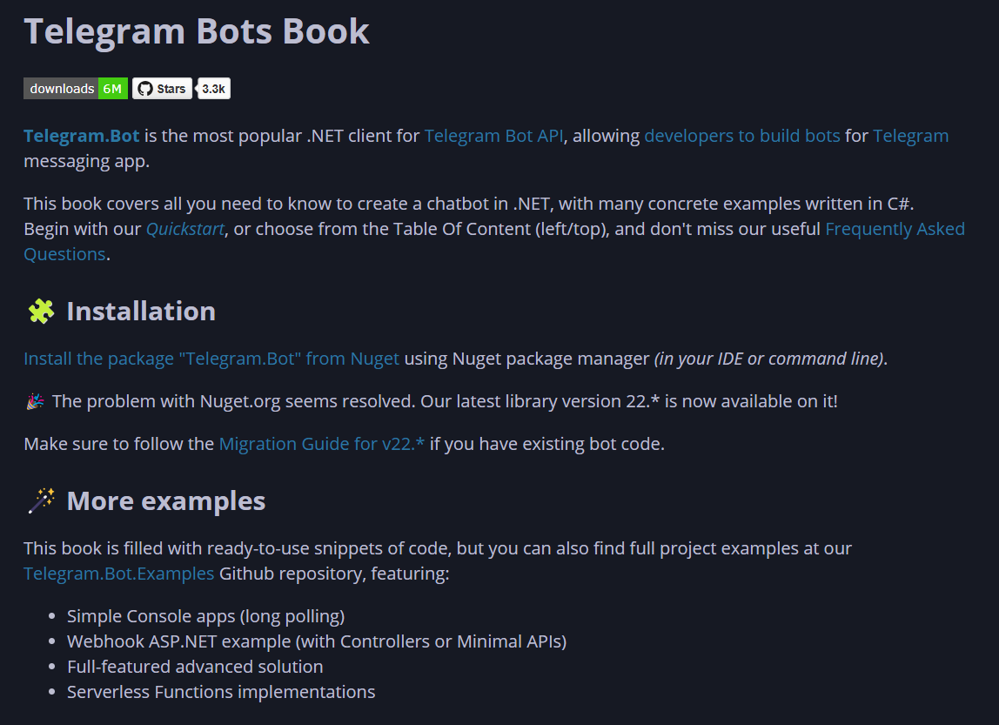 Telegram Bots Book
downloads 6M Stars 3.3k
Telegram.Bot is the most popular .NET client for Telegram Bot API, allowing developers to build bots for Telegram
messaging app.
This book covers all you need to know to create a chatbot in .NET, with many concrete examples written in C#.
Begin with our Quickstart, or choose from the Table Of Content (left/top), and don't miss our useful Frequently Asked
Questions.
Installation
Install the package "Telegram.Bot" from Nuget using Nuget package manager (in your IDE or command line).
The problem with Nuget.org seems resolved. Our latest library version 22.* is now available on it!
Make sure to follow the Migration Guide for v22.* if you have existing bot code.
More examples
This book is filled with ready-to-use snippets of code, but you can also find full project examples at our
Telegram.Bot.Examples Github repository, featuring:
• Simple Console apps (long polling)
• Webhook ASP.NET example (with Controllers or Minimal APIs)
• Full-featured advanced solution
• Serverless Functions implementations